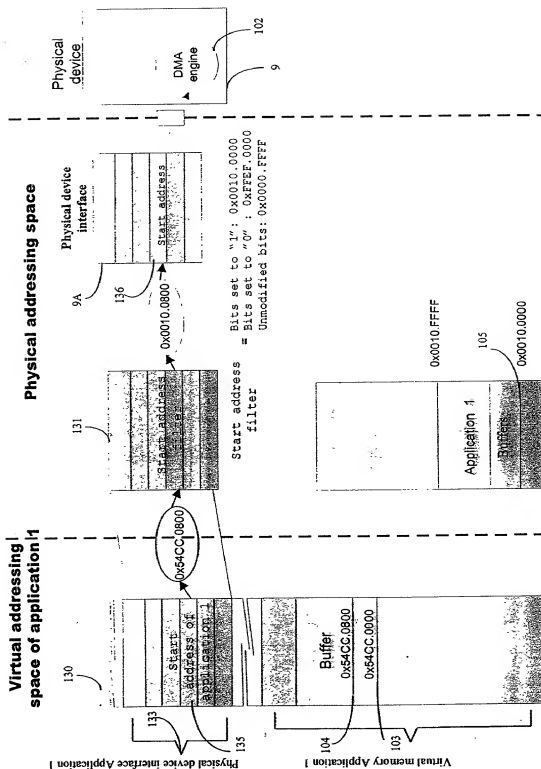 Virtual addressing
space of application 1
Physical addressing space
130
131
9A
Physical device
interface
Physical
device
133
Start
address of
application 1
135
0x54CC.0800
Start address
filter
0x0010.0800
136
Start address
DMA
engine
102
9
Start address
filter
= Bits set to "1": 0x0010.0000
= Bits set to "0" : 0xFFEF.0000
Unmodified bits: 0x0000.FFFF
Physical device interface Application 1
Buffer
104
0x54CC.0800
103
0x54CC.0000
Virtual memory Application 1
0x0010.FFFF
Application 1
Buffers
105
0x0010.0000